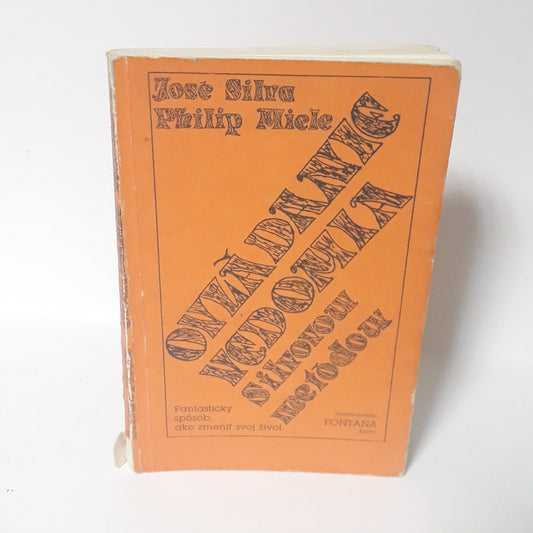 José Silva
Philip Miele
OVLÁDANIE
VEDOMIA
Silvovou
metódou
Fantastický
spôsob,
ako zmeniť svoj život
Vydavateľstvo
FONTANA